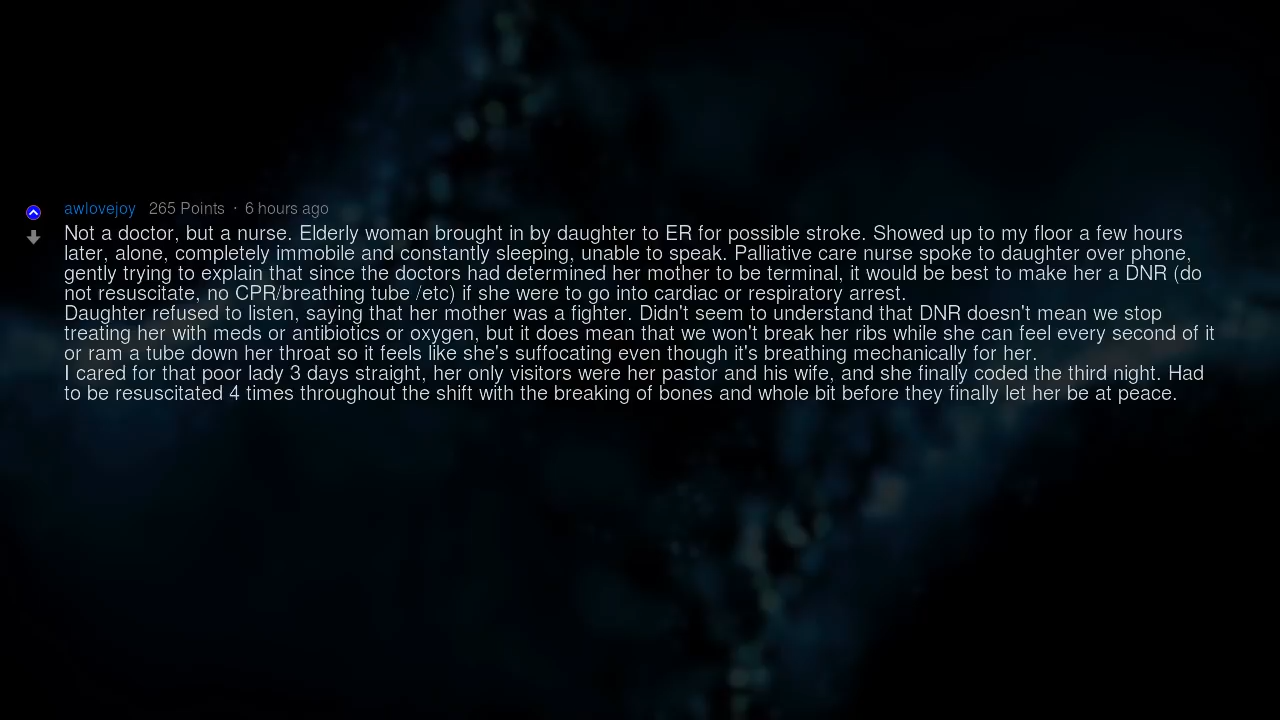 awlovejoy 265 Points · 6 hours ago
Not a doctor, but a nurse. Elderly woman brought in by daughter to ER for possible stroke. Showed up to my floor a few hours
later, alone, completely immobile and constantly sleeping, unable to speak. Palliative care nurse spoke to daughter over phone,
gently trying to explain that since the doctors had determined her mother to be terminal, it would be best to make her a DNR (do
not resuscitate, no CPR/breathing tube /etc) if she were to go into cardiac or respiratory arrest.
Daughter refused to listen, saying that her mother was a fighter. Didn't seem to understand that DNR doesn't mean we stop
treating her with meds or antibiotics or oxygen, but it does mean that we won't break her ribs while she can feel every second of it
or ram a tube down her throat so it feels like she's suffocating even though it's breathing mechanically for her.
I cared for that poor lady 3 days straight, her only visitors were her pastor and his wife, and she finally coded the third night. Had
to be resuscitated 4 times throughout the shift with the breaking of bones and whole bit before they finally let her be at peace.